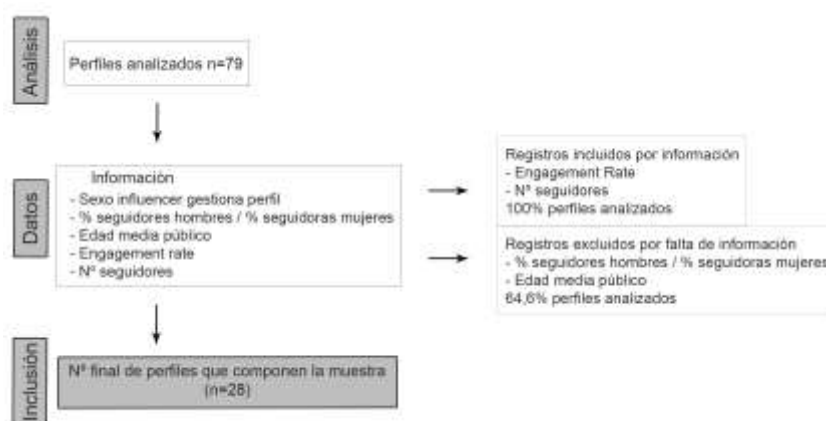 Análisis
Perfiles analizados n=79
Datos
Información
- Sexo influencer gestiona perfil
- % seguidores hombres / % seguidoras mujeres
- Edad media público
- Engagement rate
- Nº seguidores
Registros incluidos por información
- Engagement Rate
- Nº seguidores
100% perfiles analizados
Registros excluidos por falta de información
- % seguidores hombres / % seguidoras mujeres
- Edad media público
64,6% perfiles analizados
Inclusión
Nº final de perfiles que componen la muestra
(n=28)